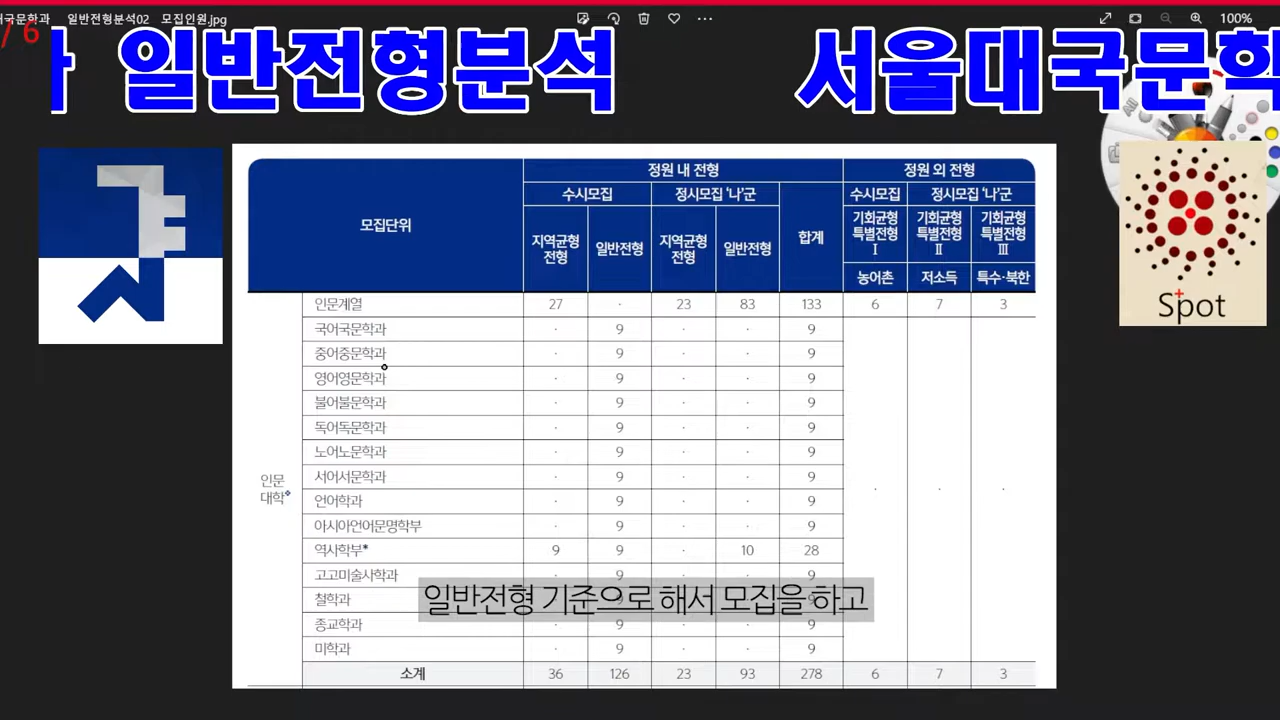 국문학과 일반전형분석02 모집인원.jpg
100%
/ 6
일반전형분석 서울대국문학
모집단위 정원 내 전형 정원 외 전형
수시모집 정시모집 '나'군 합계 수시모집 정시모집 '나'군
지역균형 전형 일반전형 지역균형 전형 일반전형 기회균형 특별전형 Ⅰ 기회균형 특별전형 Ⅱ 기회균형 특별전형 Ⅲ
농어촌 저소득 특수·북한
인문계열 27 · 23 83 133 6 7 3
국어국문학과 · 9 · · 9
중어중문학과 · 9 · · 9
영어영문학과 · 9 · · 9
불어불문학과 · 9 · · 9
독어독문학과 · 9 · · 9
노어노문학과 · 9 · · 9
서어서문학과 · 9 · · 9
인문 대학
언어학과 · 9 · · 9
아시아언어문명학부 · 9 · · 9
역사학부* 9 9 · 10 28
고고미술사학과 · 9 · · 9
철학과
종교학과 · 9 · · 9
미학과 · 9 · · 9
소계 36 126 23 93 278 6 7 3
일반전형 기준으로 해서 모집을 하고
Spot